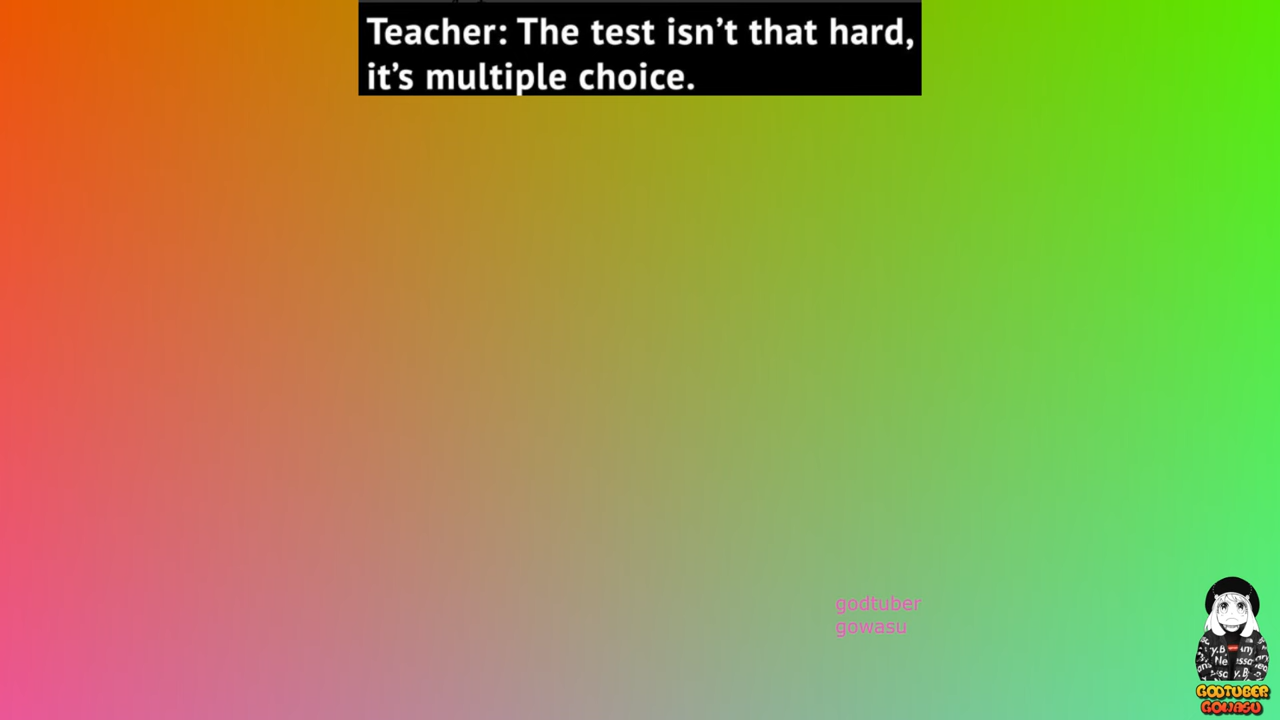 Teacher: The test isn’t that hard,
it’s multiple choice.
godtuber
gowasu
GODTUBER
GOWASU